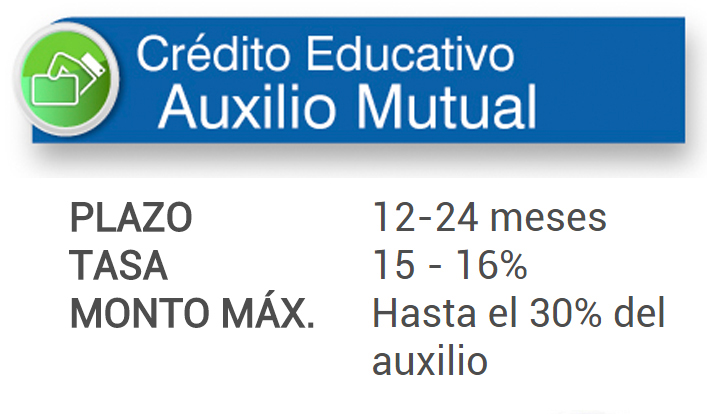 Crédito Educativo
Auxilio Mutual
PLAZO 12-24 meses
TASA 15 - 16%
MONTO MÁX. Hasta el 30% del
auxilio